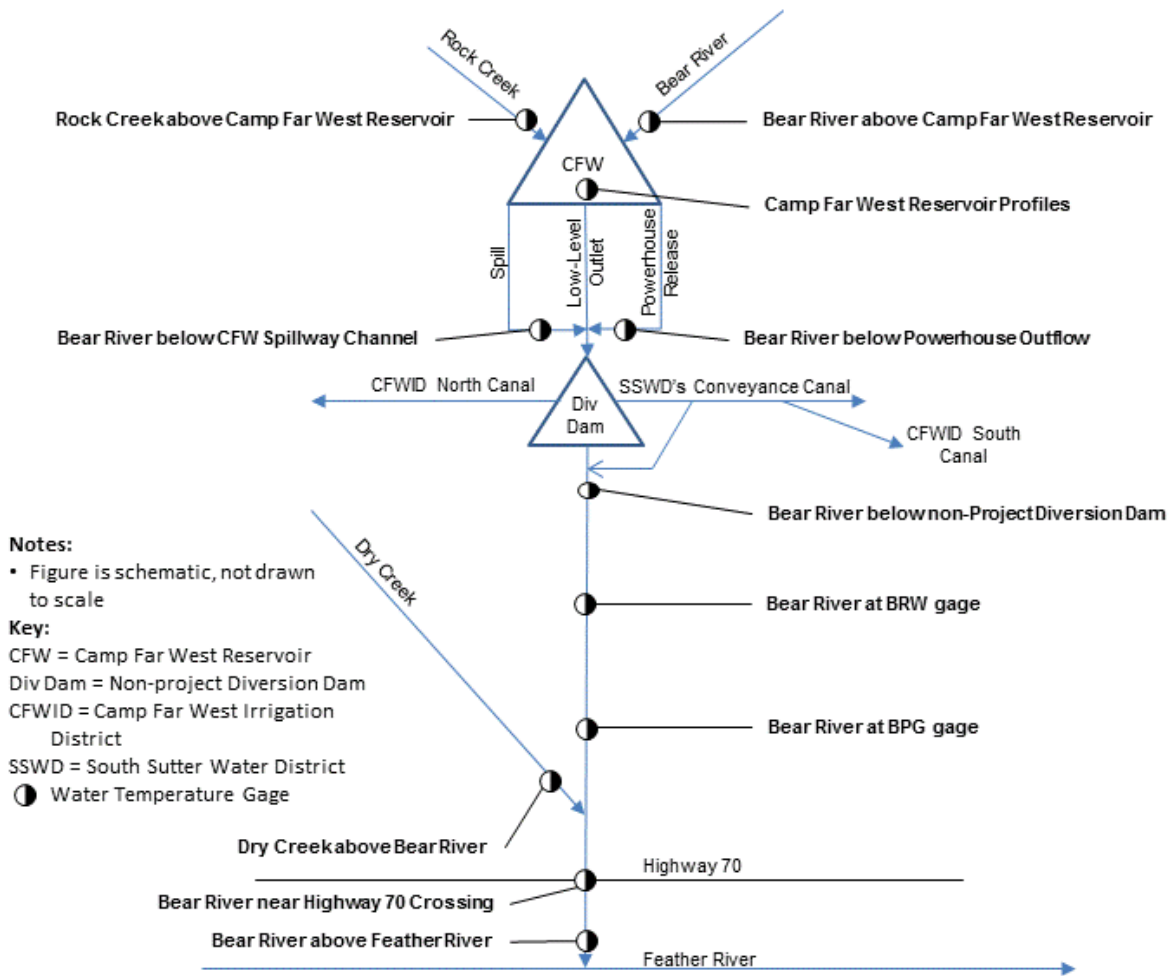 Rock Creek
Bear River
Rock Creek above Camp Far West Reservoir
Bear River above Camp Far West Reservoir
CFW
Camp Far West Reservoir Profiles
Spill
Low-Level
Outlet
Powerhouse
Release
Bear River below CFW Spillway Channel
Bear River below Powerhouse Outflow
CFWID North Canal
SSWD's Conveyance Canal
Div
Dam
CFWID South
Canal
Bear River below non-Project Diversion Dam
Dry Creek
Notes:
• Figure is schematic, not drawn
to scale
Key:
CFW = Camp Far West Reservoir
Div Dam = Non-project Diversion Dam
CFWID = Camp Far West Irrigation
District
SSWD = South Sutter Water District
Water Temperature Gage
Bear River at BRW gage
Bear River at BPG gage
Dry Creek above Bear River
Highway 70
Bear River near Highway 70 Crossing
Bear River above Feather River
Feather River